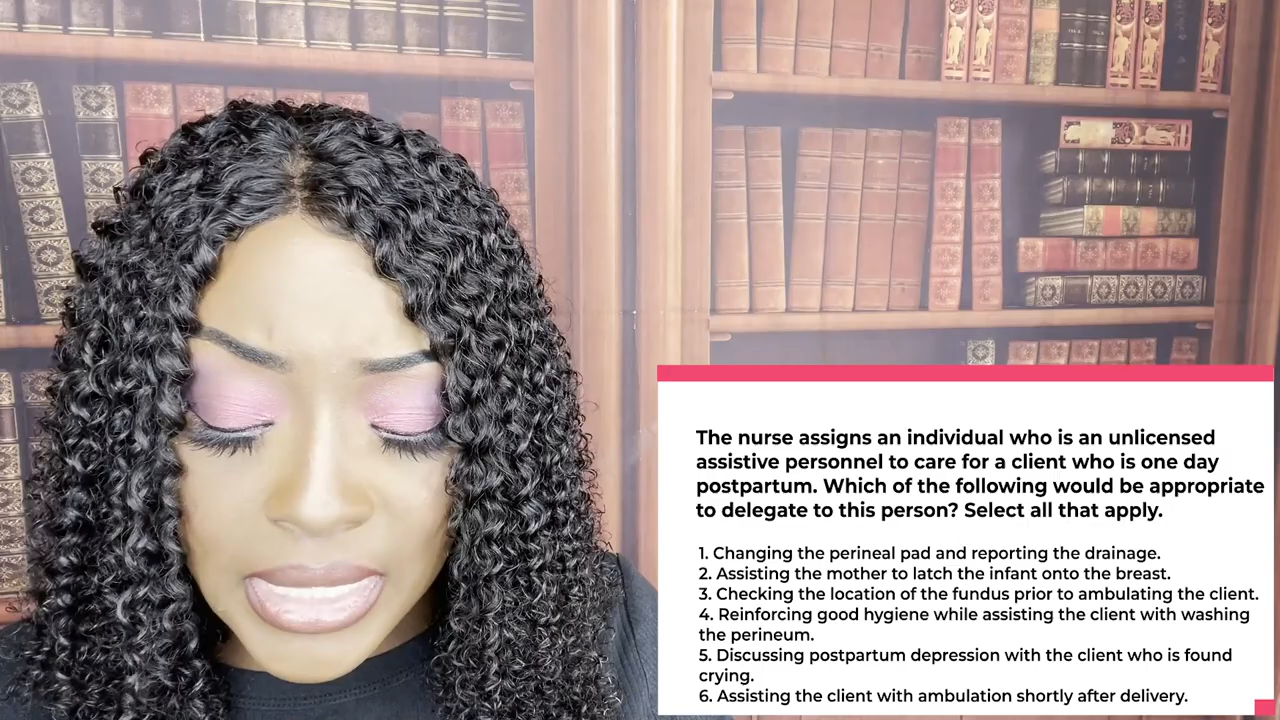 The nurse assigns an individual who is an unlicensed
assistive personnel to care for a client who is one day
postpartum. Which of the following would be appropriate
to delegate to this person? Select all that apply.
1. Changing the perineal pad and reporting the drainage.
2. Assisting the mother to latch the infant onto the breast.
3. Checking the location of the fundus prior to ambulating the client.
4. Reinforcing good hygiene while assisting the client with washing
the perineum.
5. Discussing postpartum depression with the client who is found
crying.
6. Assisting the client with ambulation shortly after delivery.